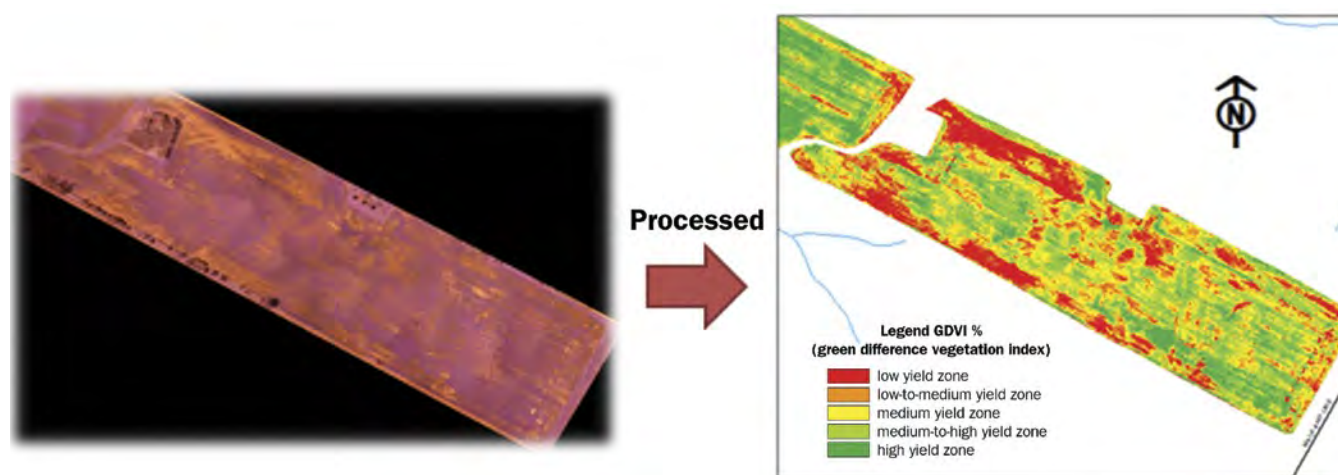 Processed
N
Legend GDVI %
(green difference vegetation index)
low yield zone
low-to-medium yield zone
medium yield zone
medium-to-high yield zone
high yield zone